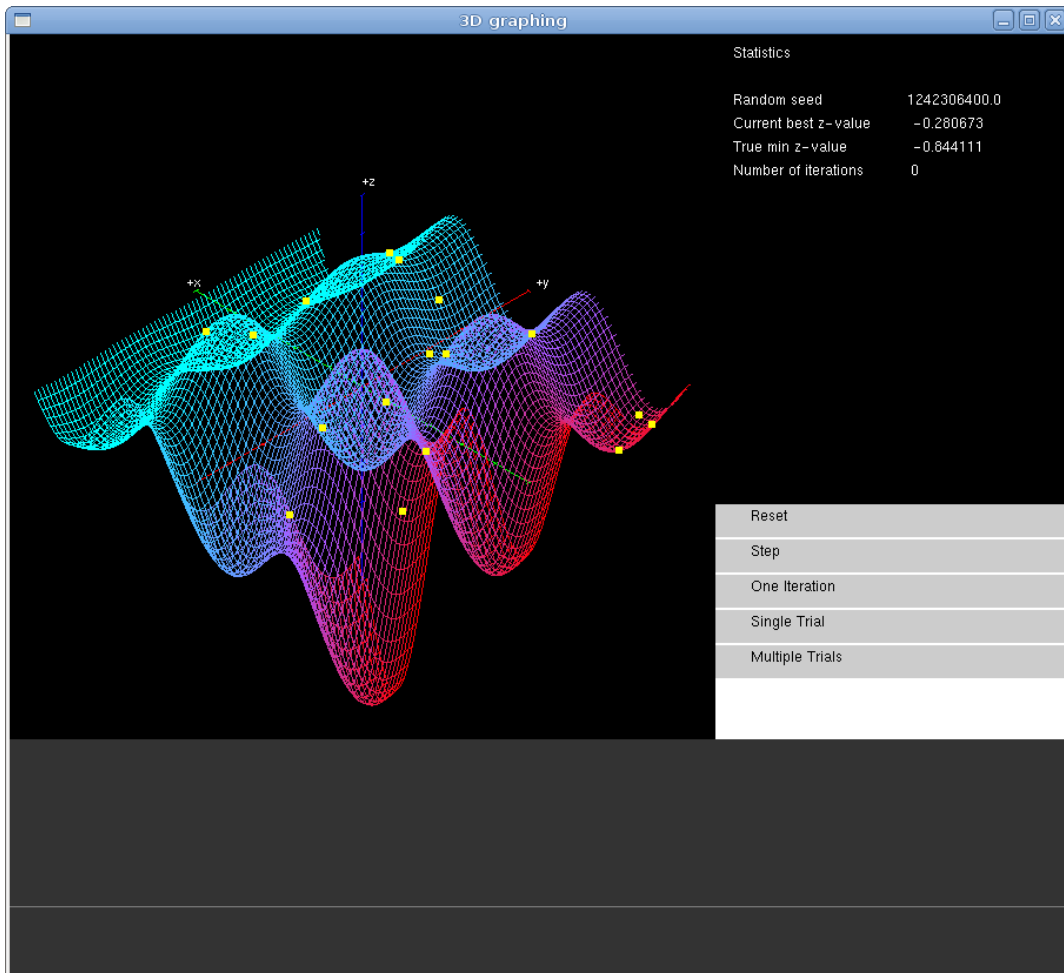 3D graphing
Statistics
Random seed 1242306400.0
Current best z-value -0.280673
True min z-value -0.844111
Number of iterations 0
+z
+x
+y
Reset
Step
One Iteration
Single Trial
Multiple Trials